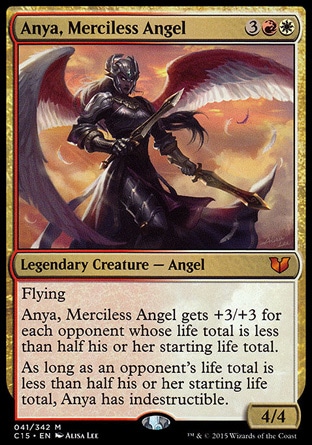 Anya, Merciless Angel 3
Legendary Creature — Angel
Flying
Anya, Merciless Angel gets +3/+3 for
each opponent whose life total is less
than half his or her starting life total.
As long as an opponent's life total is
less than half his or her starting life
total, Anya has indestructible.
4/4
041/342 M
C15 • EN Alisa Lee
™ & © 2015 Wizards of the Coast